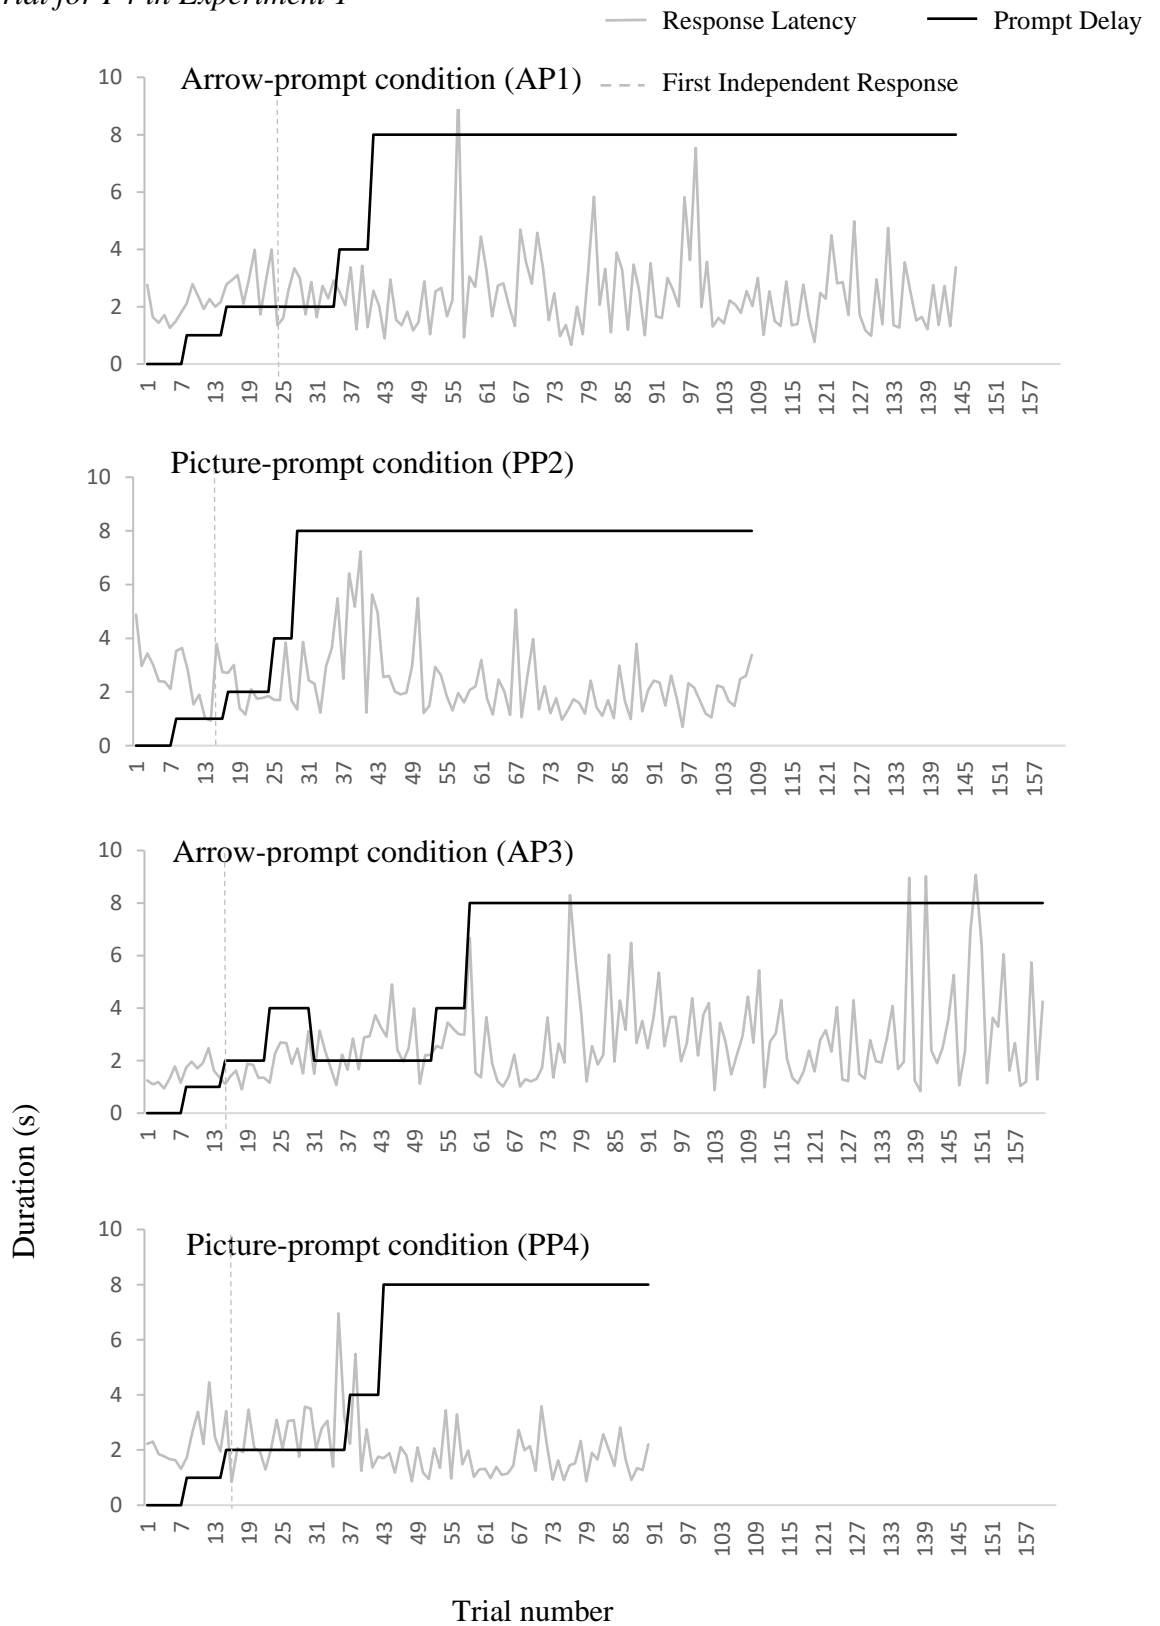 rial for P4 in Experiment 1
Response Latency
Prompt Delay
Arrow-prompt condition (AP1)
First Independent Response
10
8
6
4
2
0
1 7 13 19 25 31 37 43 49 55 61 67 73 79 85 91 97 103 109 115 121 127 133 139 145 151 157
Picture-prompt condition (PP2)
10
8
6
4
2
0
1 7 13 19 25 31 37 43 49 55 61 67 73 79 85 91 97 103 109 115 121 127 133 139 145 151 157
Arrow-prompt condition (AP3)
10
8
6
4
2
0
1 7 13 19 25 31 37 43 49 55 61 67 73 79 85 91 97 103 109 115 121 127 133 139 145 151 157
Duration (s)
Picture-prompt condition (PP4)
10
8
6
4
2
0
1 7 13 19 25 31 37 43 49 55 61 67 73 79 85 91 97 103 109 115 121 127 133 139 145 151 157
Trial number